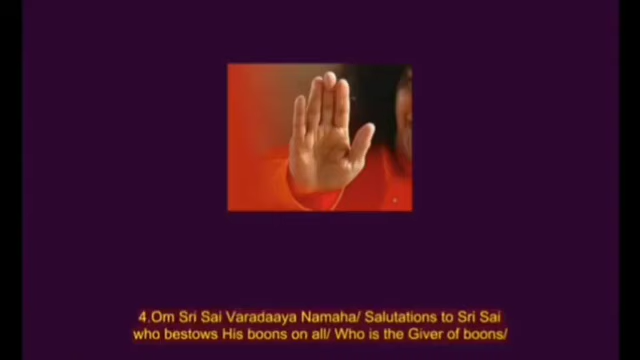 4.Om Sri Sai Varadaaya Namaha/ Salutations to Sri Sai
who bestows His boons on all/ Who is the Giver of boons/